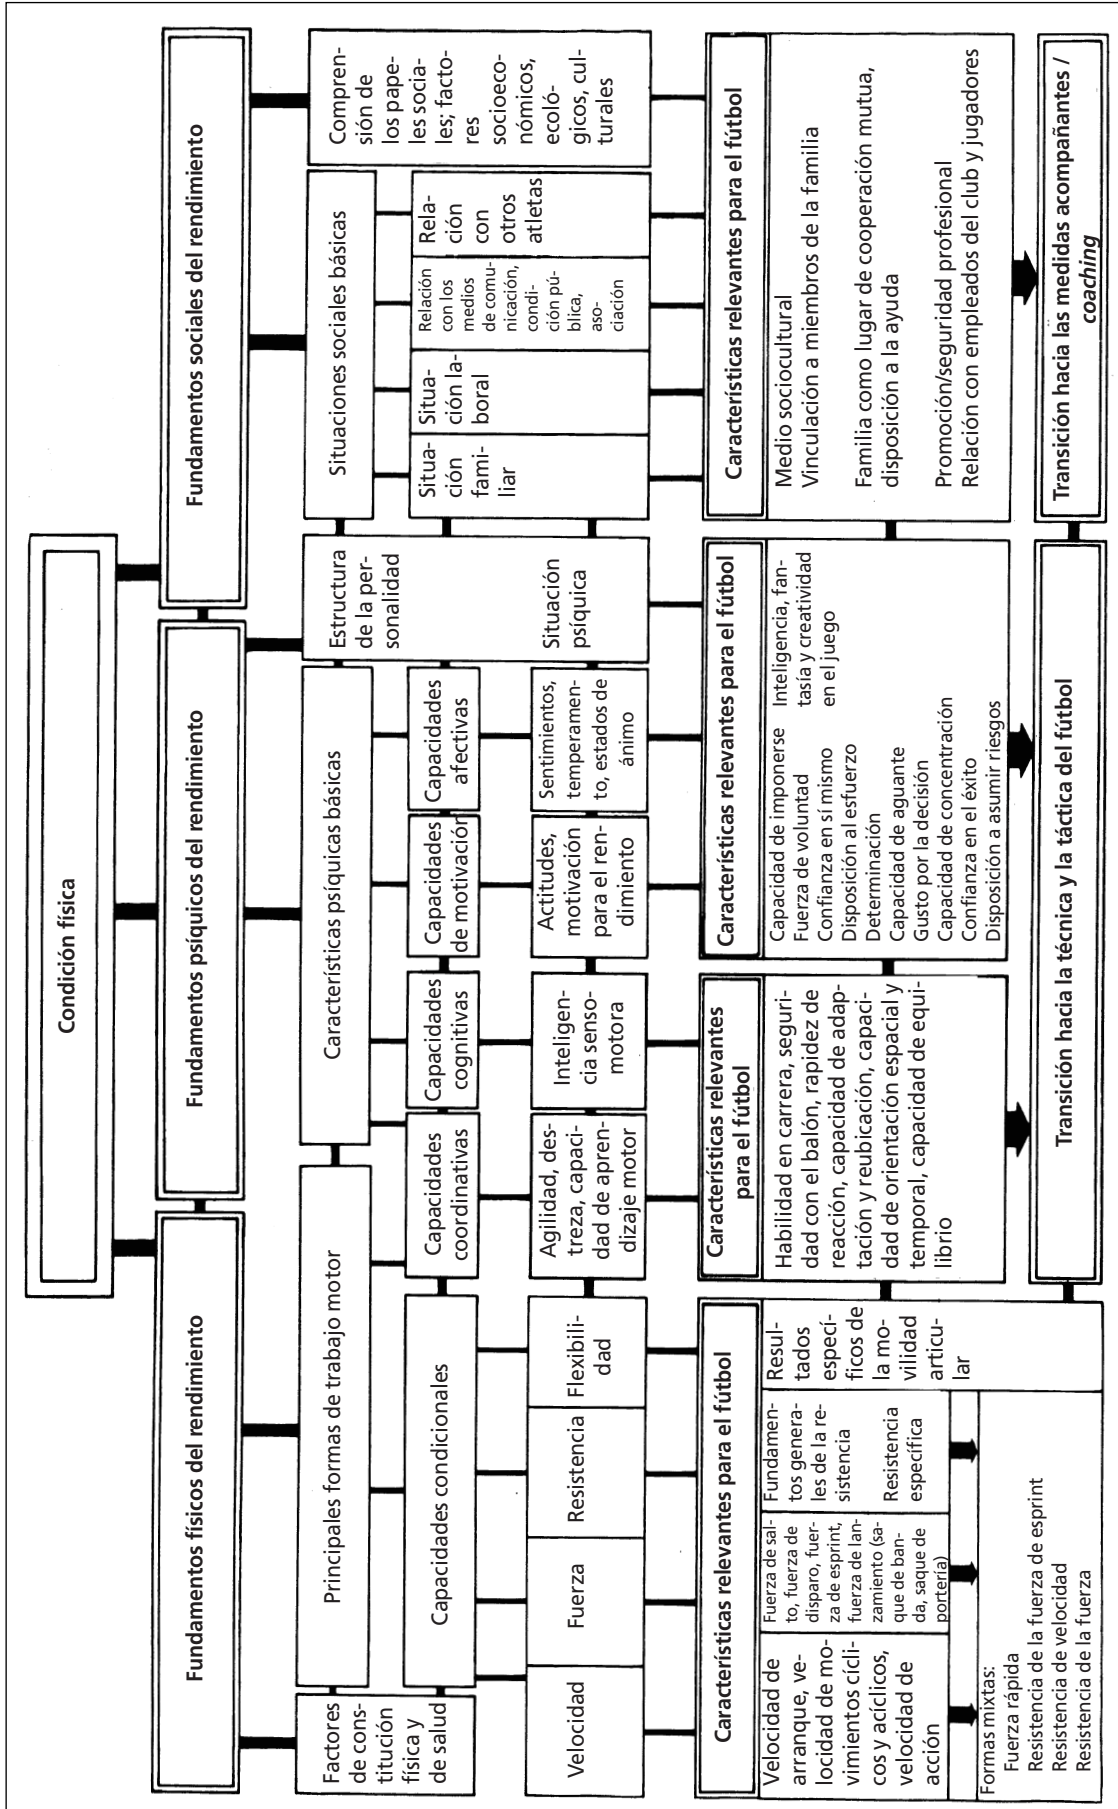 Condición física
Fundamentos físicos del rendimiento
Fundamentos psíquicos del rendimiento
Fundamentos sociales del rendimiento
Factores
de cons-
titución
física y
de salud
Principales formas de trabajo motor
Características psíquicas básicas
Estructura
de la per-
sonalidad
Situación
psíquica
Situaciones sociales básicas
Compren-
sión de
los pape-
les socia-
les; facto-
res
socioeco-
nómicos,
ecoló-
gicos, cul-
turales
Capacidades condicionales
Capacidades
coordinativas
Capacidades
cognitivas
Capacidades
de motivación
Capacidades
afectivas
Situa-
ción
fami-
liar
Situa-
ción la-
boral
Relación
con los
medios
de comu-
nicación,
condi-
ción pú-
blica,
aso-
ciación
Rela-
ción
con
otros
atletas
Velocidad
Fuerza
Resistencia
Flexibili-
dad
Agilidad, des-
treza, capaci-
dad de apren-
dizaje motor
Inteligen-
cia senso-
motora
Actitudes,
motivación
para el ren-
dimiento
Sentimientos,
temperamen-
to, estados de
ánimo
Características relevantes para el fútbol
Velocidad de
arranque, ve-
locidad de mo-
vimientos cícli-
cos y acíclicos,
velocidad de
acción
Fuerza de sal-
to, fuerza de
disparo, fuer-
za de esprint,
fuerza de lan-
zamiento (sa-
que de ban-
da, saque de
portería)
Fundamen-
tos genera-
les de la re-
sistencia
Resistencia
específica
Resul-
tados
especí-
ficos de
la mo-
vilidad
articu-
lar
Formas mixtas:
Fuerza rápida
Resistencia de la fuerza de esprint
Resistencia de velocidad
Resistencia de la fuerza
Características relevantes
para el fútbol
Habilidad en carrera, seguri-
dad con el balón, rapidez de
reacción, capacidad de adap-
tación y reubicación, capaci-
dad de orientación espacial y
temporal, capacidad de equi-
librio
Características relevantes para el fútbol
Capacidad de imponerse
Fuerza de voluntad
Confianza en sí mismo
Disposición al esfuerzo
Determinación
Capacidad de aguante
Gusto por la decisión
Capacidad de concentración
Confianza en el éxito
Disposición a asumir riesgos
Inteligencia, fan-
tasía y creatividad
en el juego
Características relevantes para el fútbol
Medio sociocultural
Vinculación a miembros de la familia
Familia como lugar de cooperación mutua,
disposición a la ayuda
Promoción/seguridad profesional
Relación con empleados del club y jugadores
Transición hacia la técnica y la táctica del fútbol
Transición hacia las medidas acompañantes /
coaching